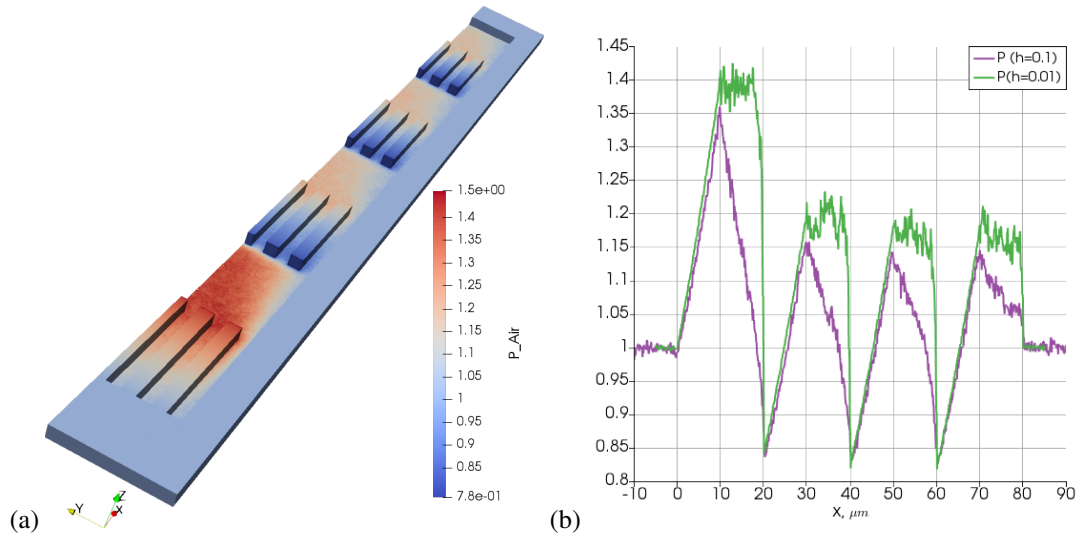 1.5e+00
1.35
1.3
1.25
1.2
1.15
1.1
1.05
1.0
0.95
0.9
0.85
7.8e-01
P_Air
Z
Y
X
(a)
1.45
1.4
1.35
1.3
1.25
1.2
1.15
1.1
1.05
1
0.95
0.9
0.85
0.8
P (h=0.1)
P(h=0.01)
-10 0 10 20 30 40 50 60 70 80 90
X, μm
(b)